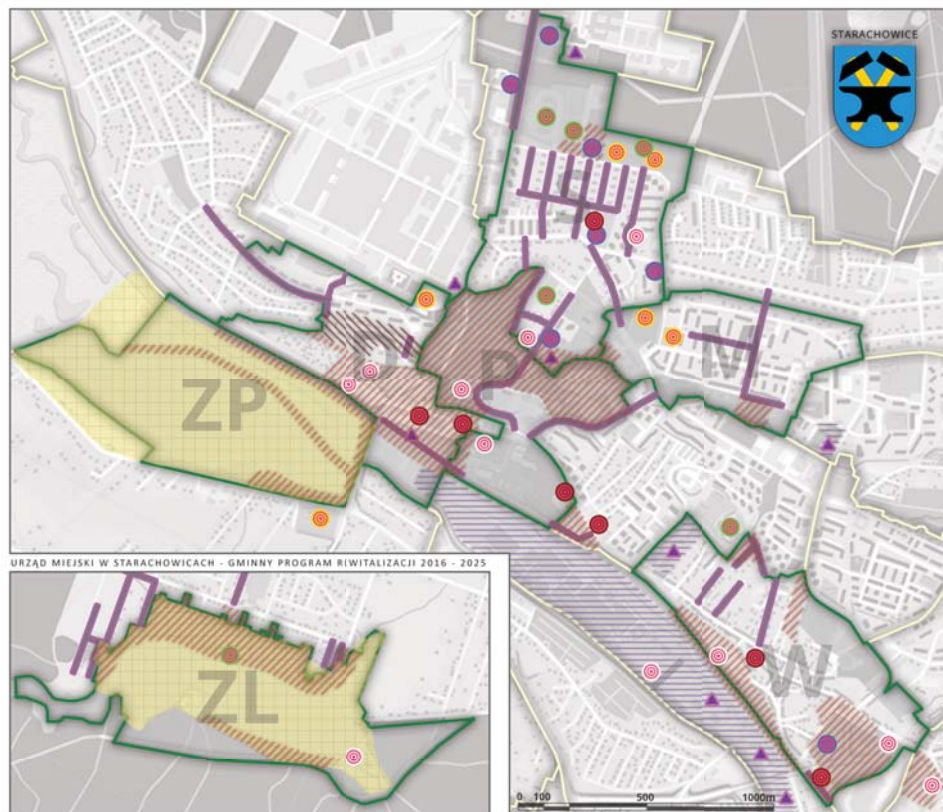 STARACHOWICE
S
M
D
P
ZP
URZĄD MIEJSKI W STARACHOWICACH - GMINNY PROGRAM RIWITALIZACJI 2016 - 2025
ZL
W
0 100 500 1000m